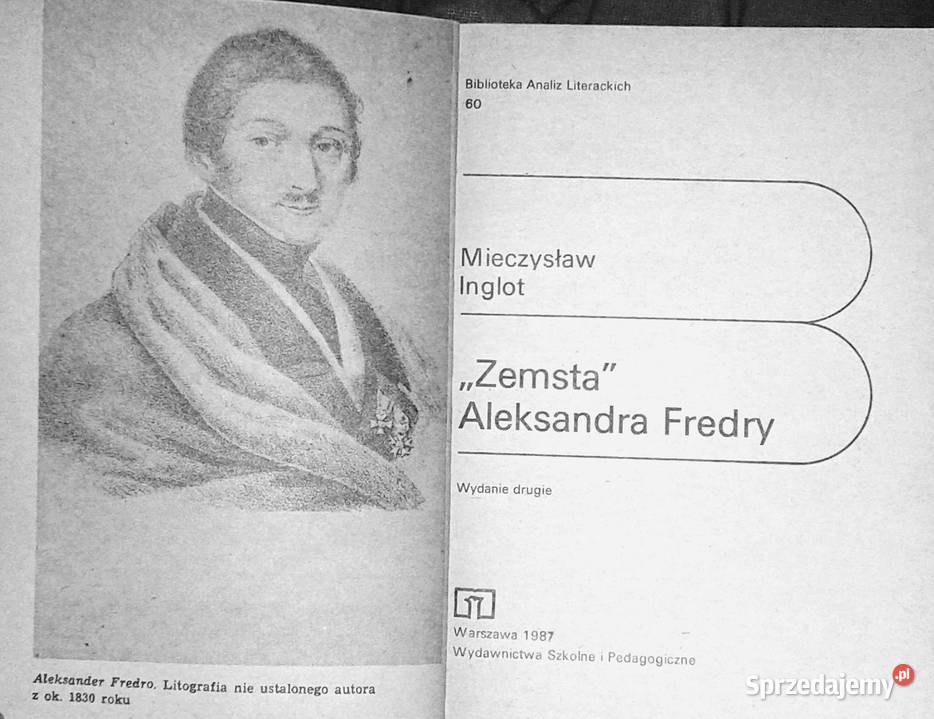 Aleksander Fredro. Litografia nie ustalonego autora
z ok. 1830 roku
Biblioteka Analiz Literackich
60
Mieczysław
Inglot
„Zemsta”
Aleksandra Fredry
Wydanie drugie
Warszawa 1987
Wydawnictwa Szkolne i Pedagogiczne
Sprzedajemy.pl